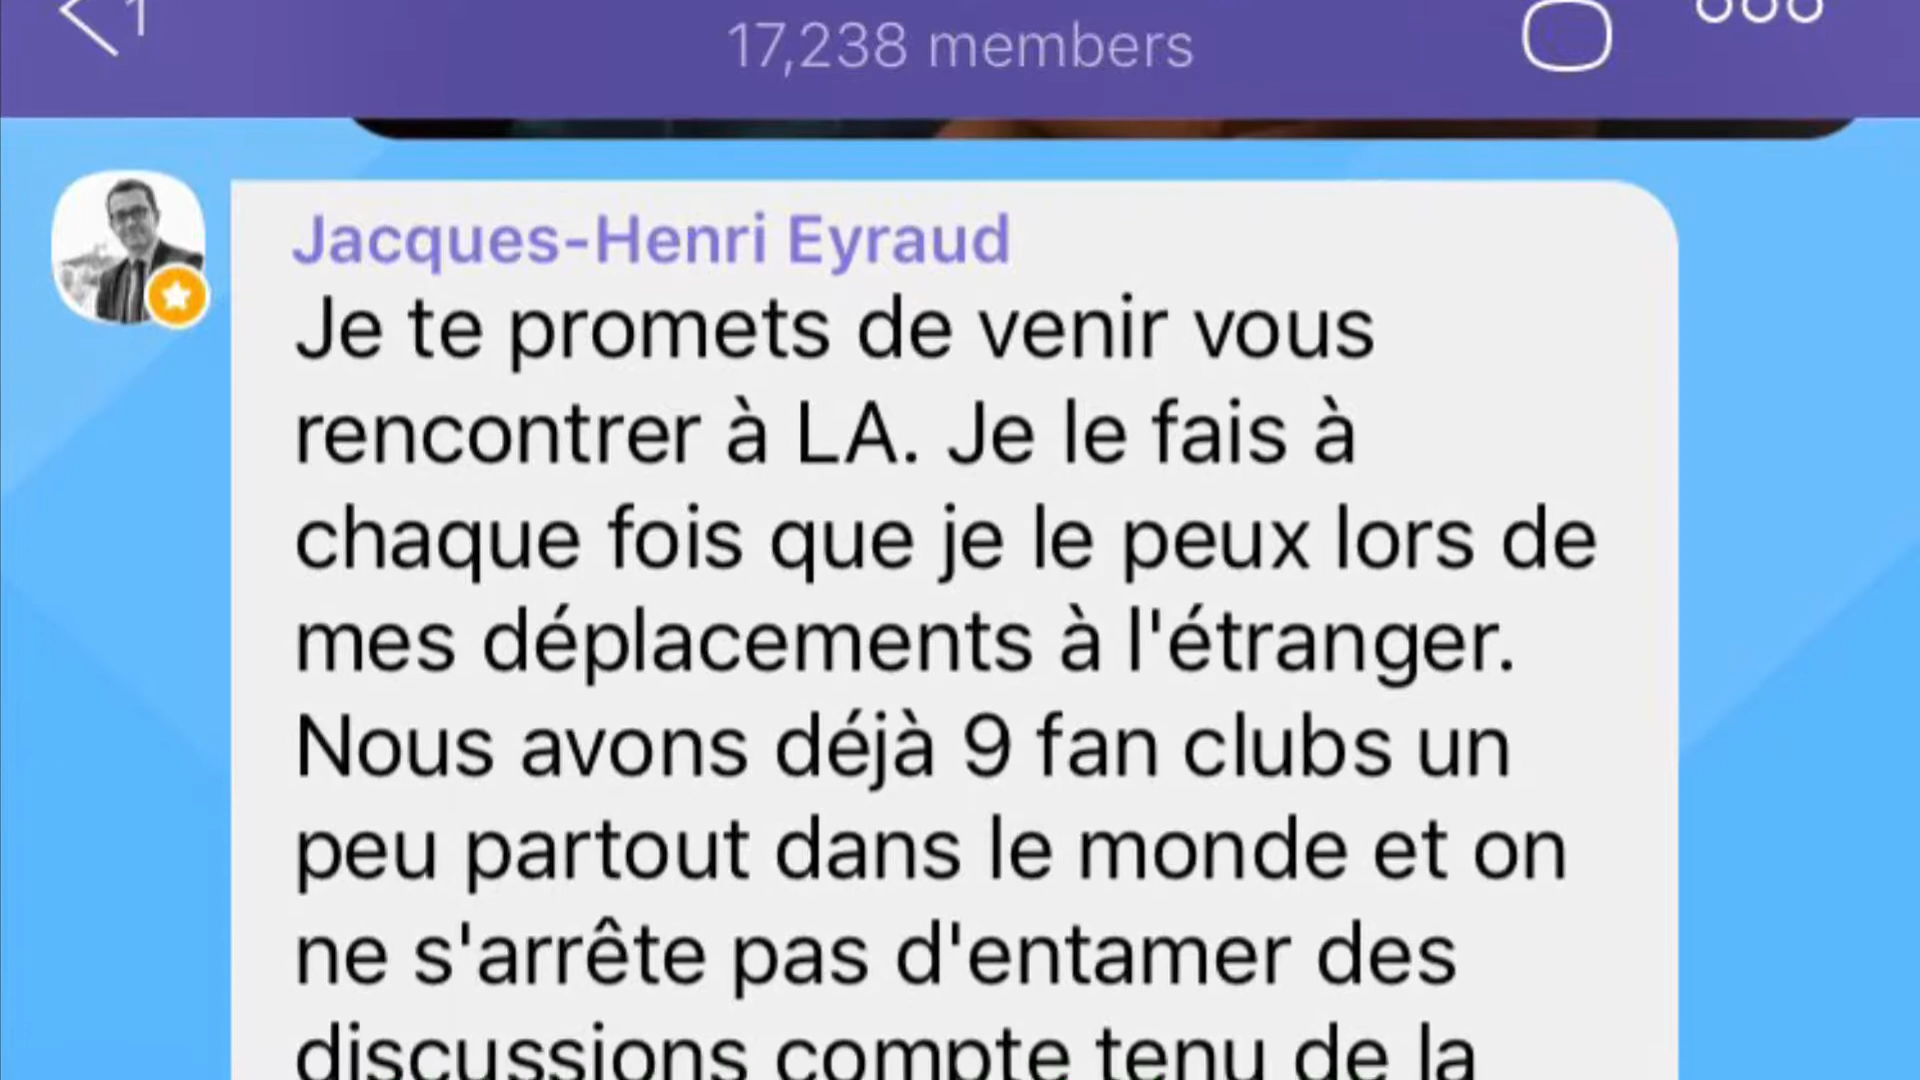 1
17,238 members
Jacques-Henri Eyraud
Je te promets de venir vous
rencontrer à LA. Je le fais à
chaque fois que je le peux lors de
mes déplacements à l'étranger.
Nous avons déjà 9 fan clubs un
peu partout dans le monde et on
ne s'arrête pas d'entamer des
discussions compte tenu de la